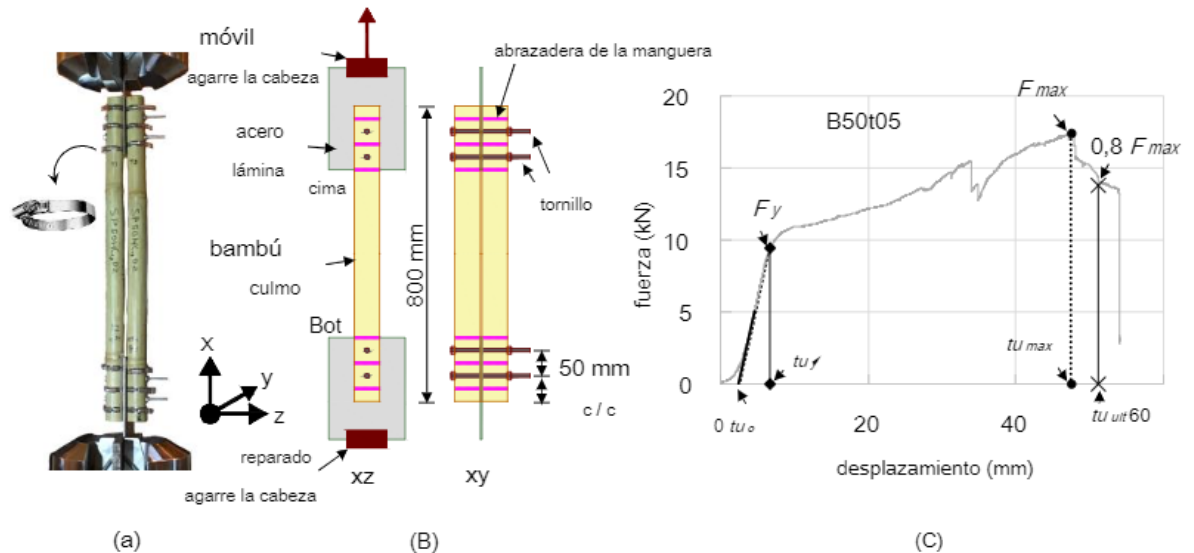 móvil
agarre la cabeza
acero
lámina
cima
bambú
culmo
Bot
x
y
z
reparado
agarre la cabeza
xz
800 mm
abrazadera de la manguera
tornillo
50 mm
c / c
xy
(a)
(B)
fuerza (kN)
20
15
10
5
0
B50t05
F max
0,8 F max
F y
tu y
tu max
tu ult
0
tu o
20
40
60
desplazamiento (mm)
(C)